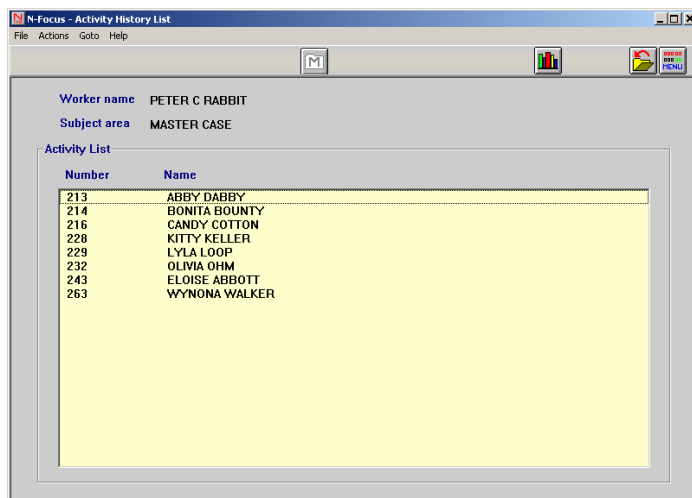 N-Focus - Activity History List
File Actions Goto Help
M
MENU
Worker name PETER C RABBIT
Subject area MASTER CASE
Activity List
Number Name
213 ABBY DABBY
214 BONITA BOUNTY
216 CANDY COTTON
228 KITTY KELLER
229 LYLA LOOP
232 OLIVIA OHM
243 ELOISE ABBOTT
263 WYNONA WALKER